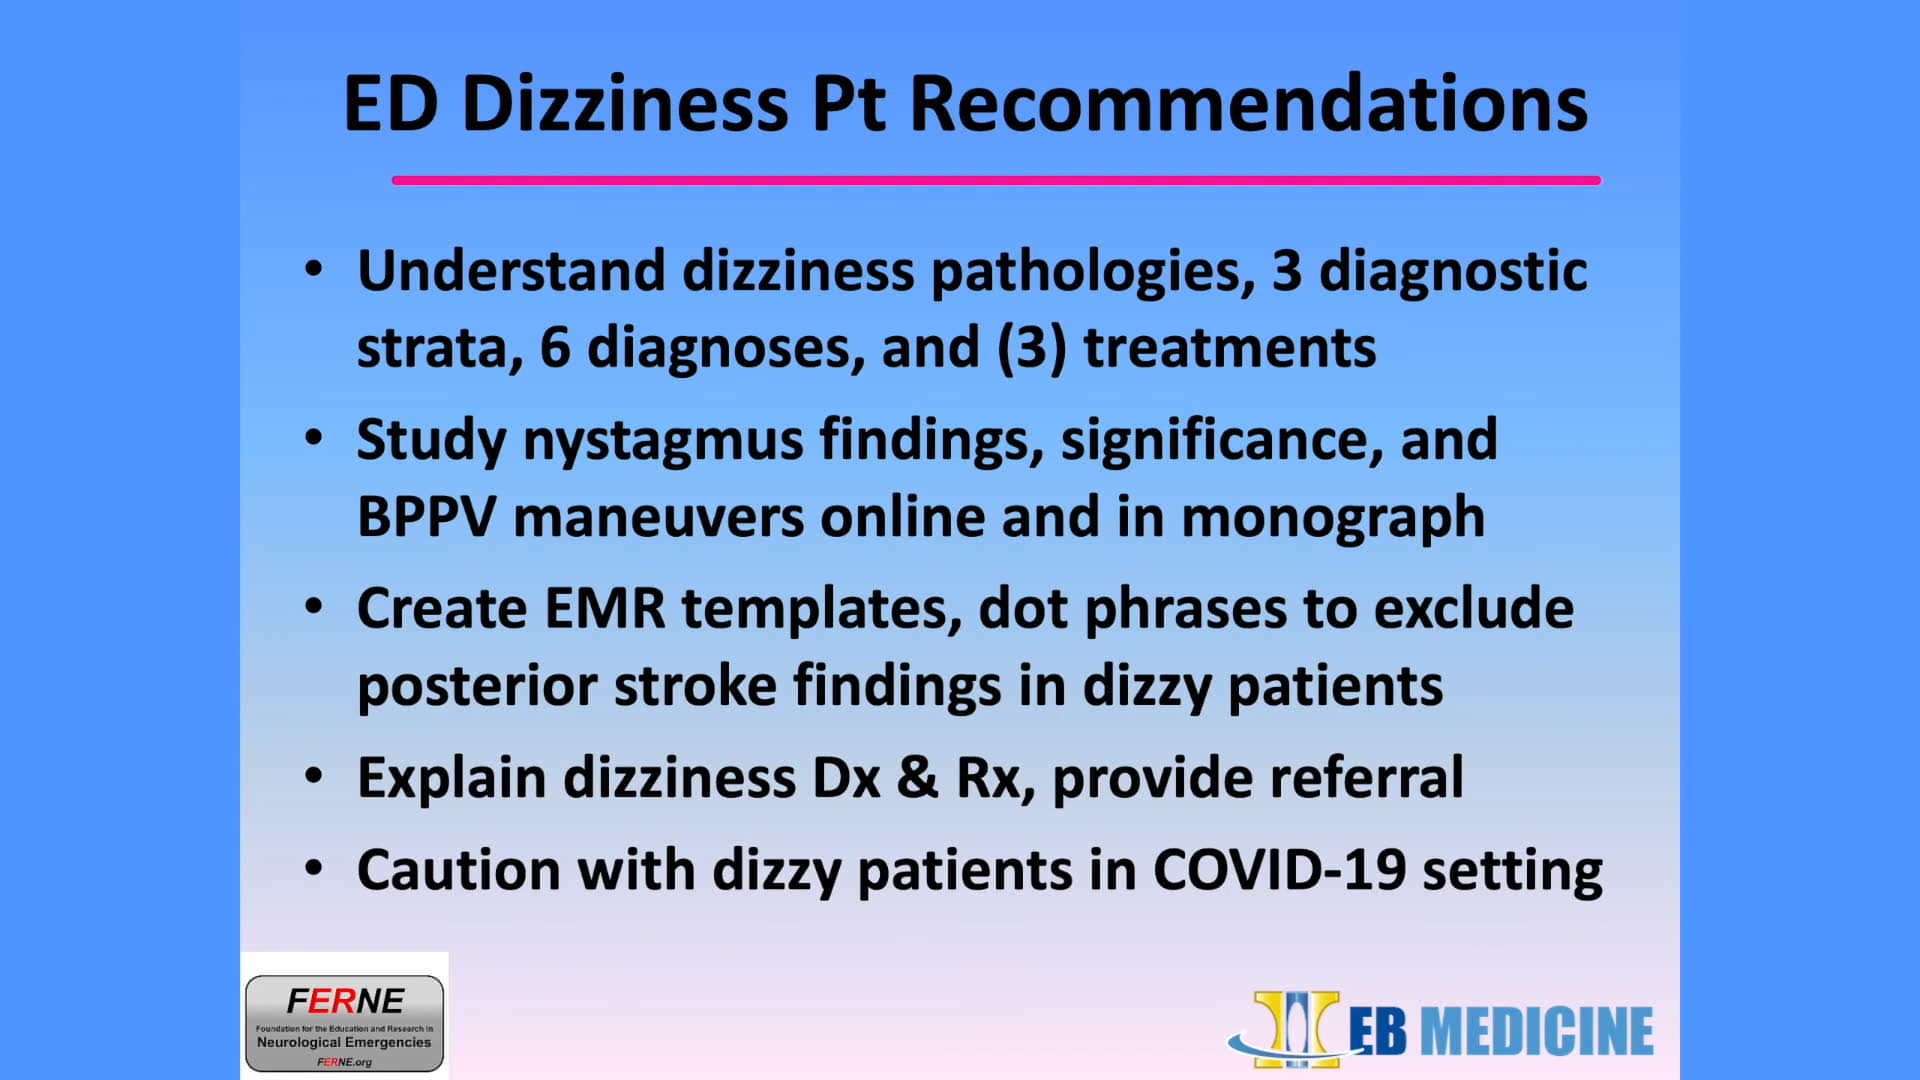 ED Dizziness Pt Recommendations
• Understand dizziness pathologies, 3 diagnostic
strata, 6 diagnoses, and (3) treatments
• Study nystagmus findings, significance, and
BPPV maneuvers online and in monograph
• Create EMR templates, dot phrases to exclude
posterior stroke findings in dizzy patients
• Explain dizziness Dx & Rx, provide referral
• Caution with dizzy patients in COVID-19 setting
FERNE
Foundation for the Education and Research in
Neurological Emergencies
FERNE.org
EB MEDICINE